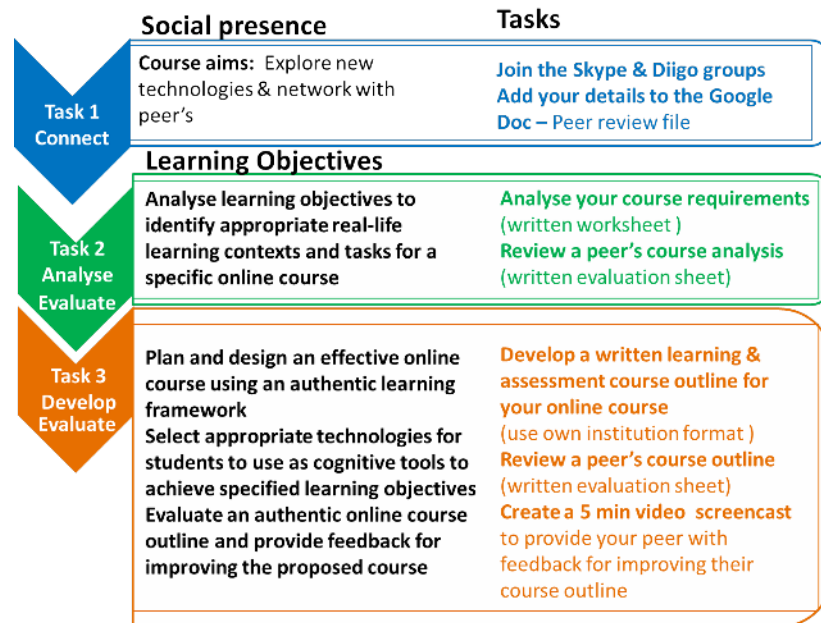 Social presence
Tasks
Task 1
Connect
Course aims: Explore new
technologies & network with
peer's
Join the Skype & Diigo groups
Add your details to the Google
Doc – Peer review file
Learning Objectives
Task 2
Analyse
Evaluate
Analyse learning objectives to
identify appropriate real-life
learning contexts and tasks for a
specific online course
Analyse your course requirements
(written worksheet )
Review a peer's course analysis
(written evaluation sheet)
Task 3
Develop
Evaluate
Plan and design an effective online
course using an authentic learning
framework
Select appropriate technologies for
students to use as cognitive tools to
achieve specified learning objectives
Evaluate an authentic online course
outline and provide feedback for
improving the proposed course
Develop a written learning &
assessment course outline for
your online course
(use own institution format )
Review a peer's course outline
(written evaluation sheet)
Create a 5 min video screencast
to provide your peer with
feedback for improving their
course outline